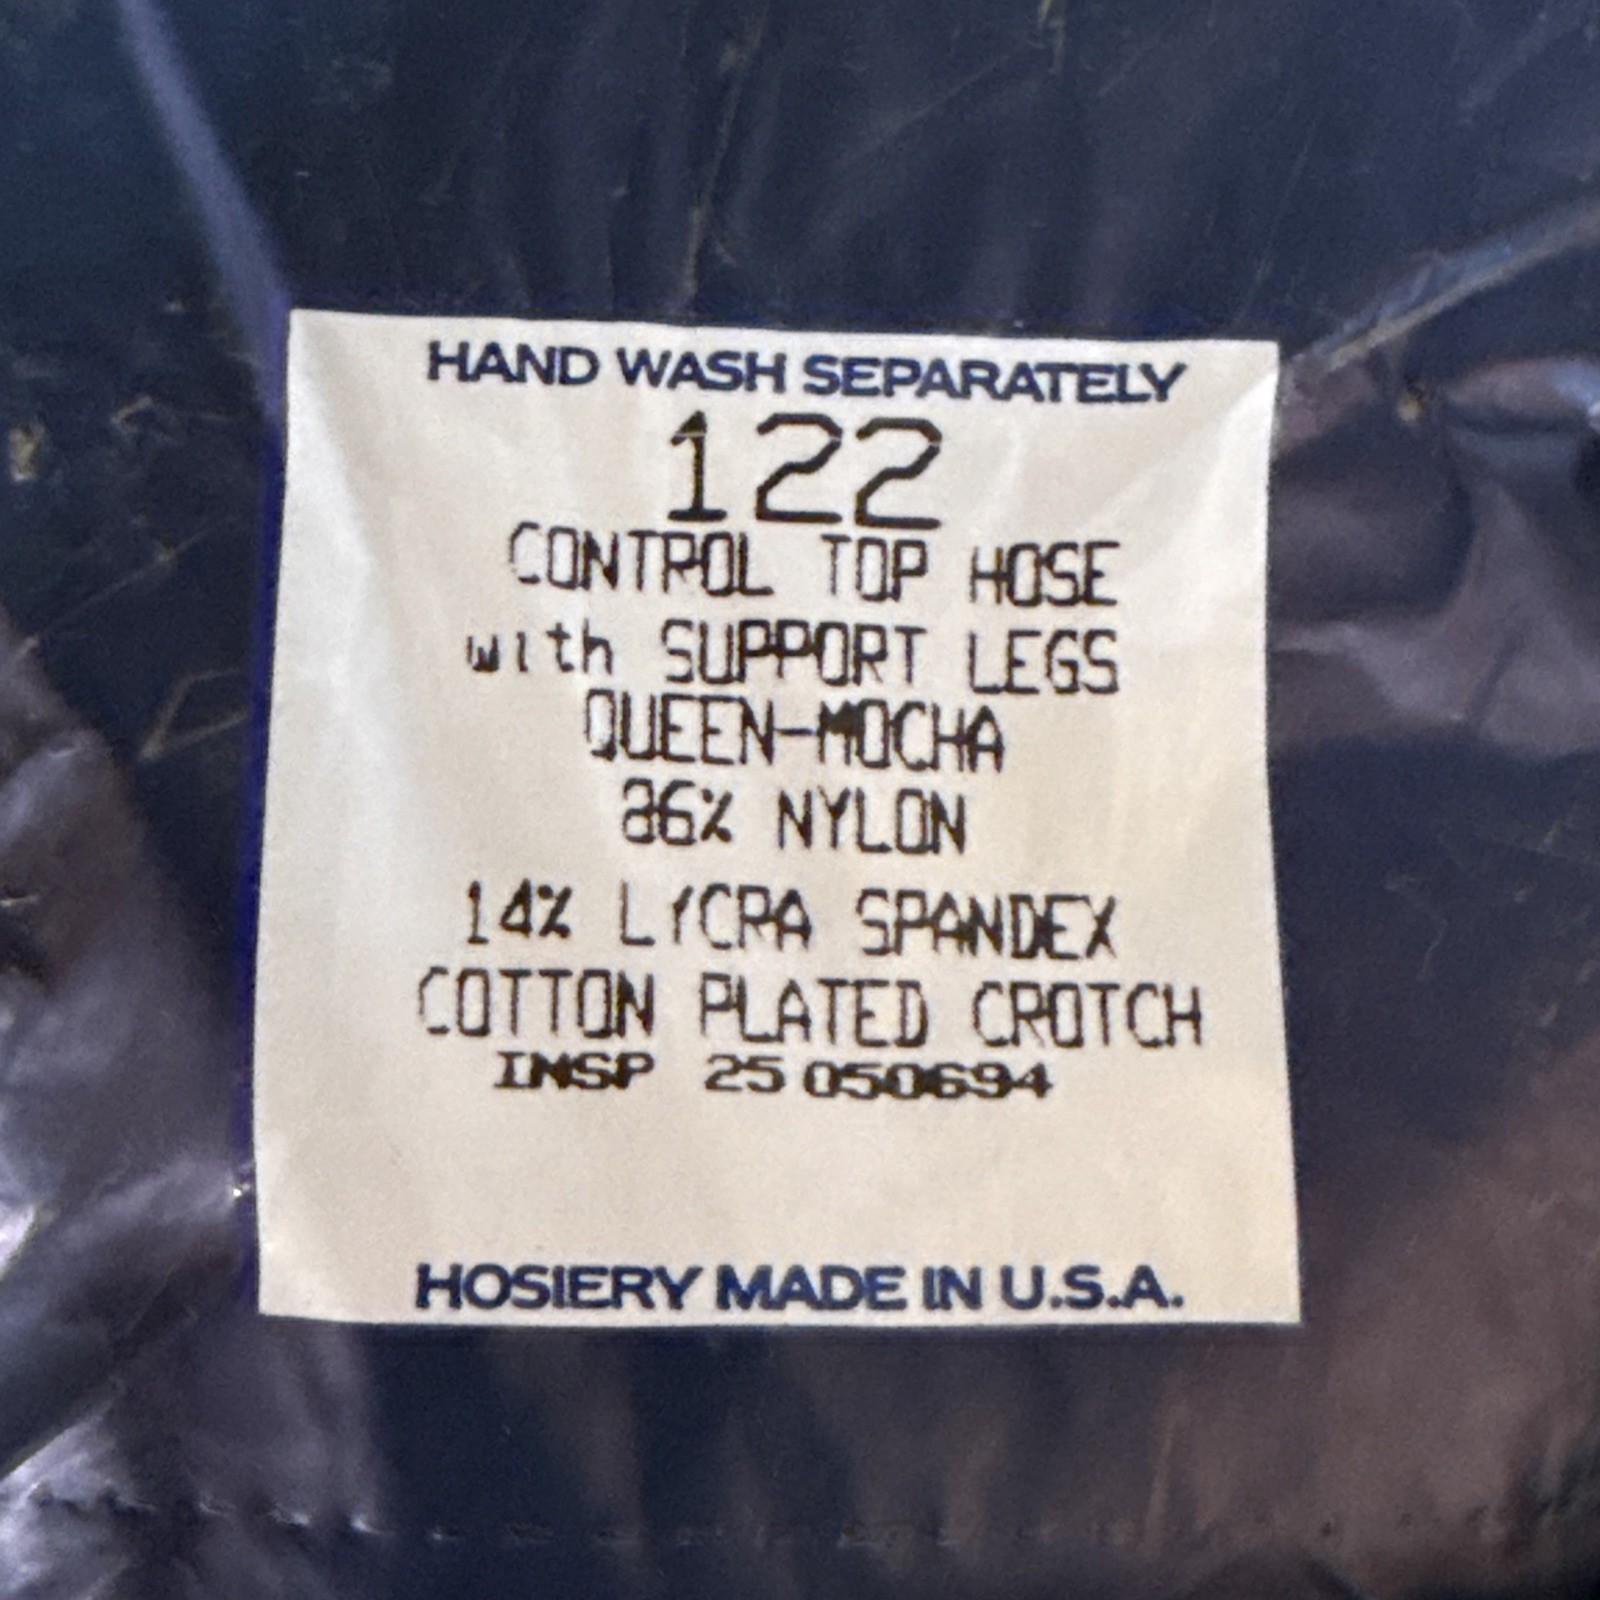 HAND WASH SEPARATELY
122
CONTROL TOP HOSE
with SUPPORT LEGS
QUEEN-MOCHA
86% NYLON
14% LYCRA SPANDEX
COTTON PLATED CROTCH
INSP 25 050694
HOSIERY MADE IN U.S.A.